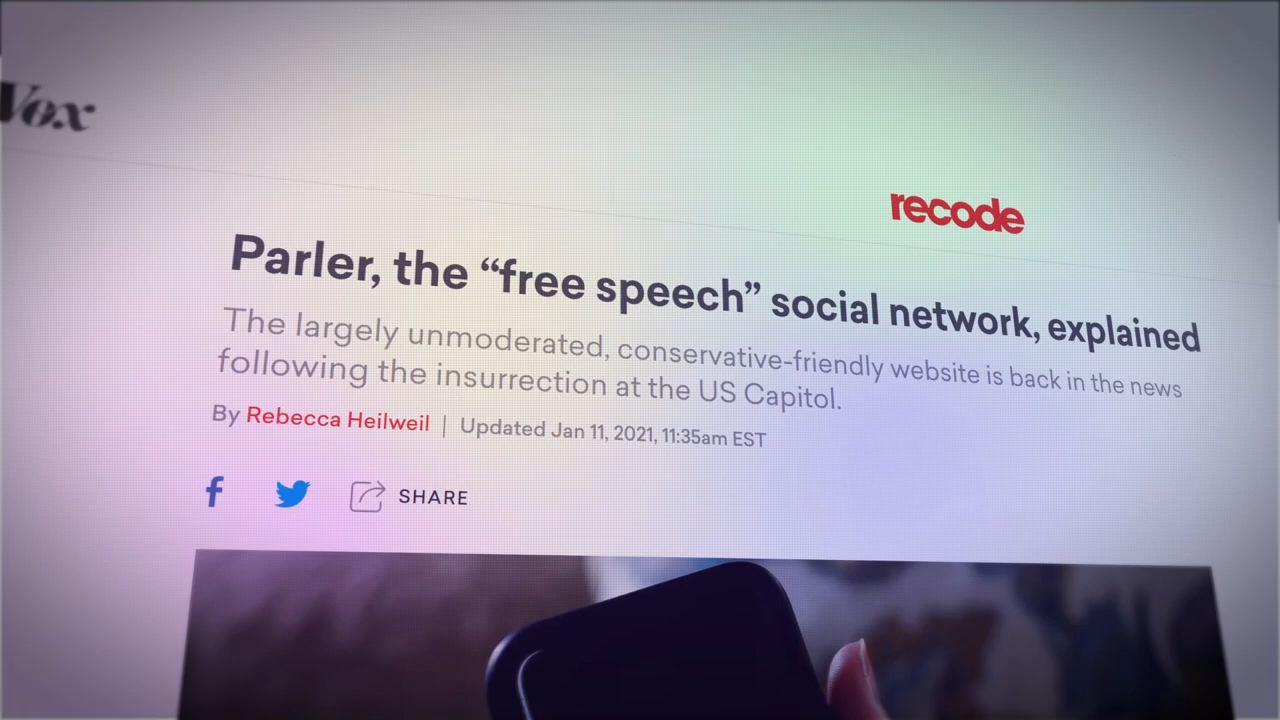 Vox
recode
Parler, the “free speech” social network, explained
The largely unmoderated, conservative-friendly website is back in the news
following the insurrection at the US Capitol.
By Rebecca Heilweil | Updated Jan 11, 2021, 11:35am EST
SHARE